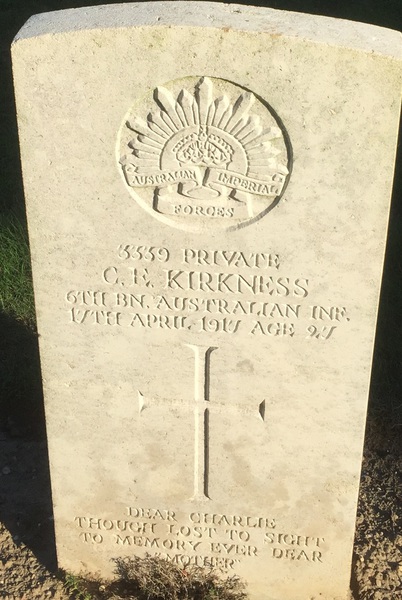 AUSTRALIAN IMPERIAL
FORCES
3339 PRIVATE
C. E. KIRKNESS
6TH BN. AUSTRALIAN INF.
17TH APRIL 1917 AGE 27
DEAR CHARLIE
THOUGH LOST TO SIGHT
TO MEMORY EVER DEAR
"MOTHER"